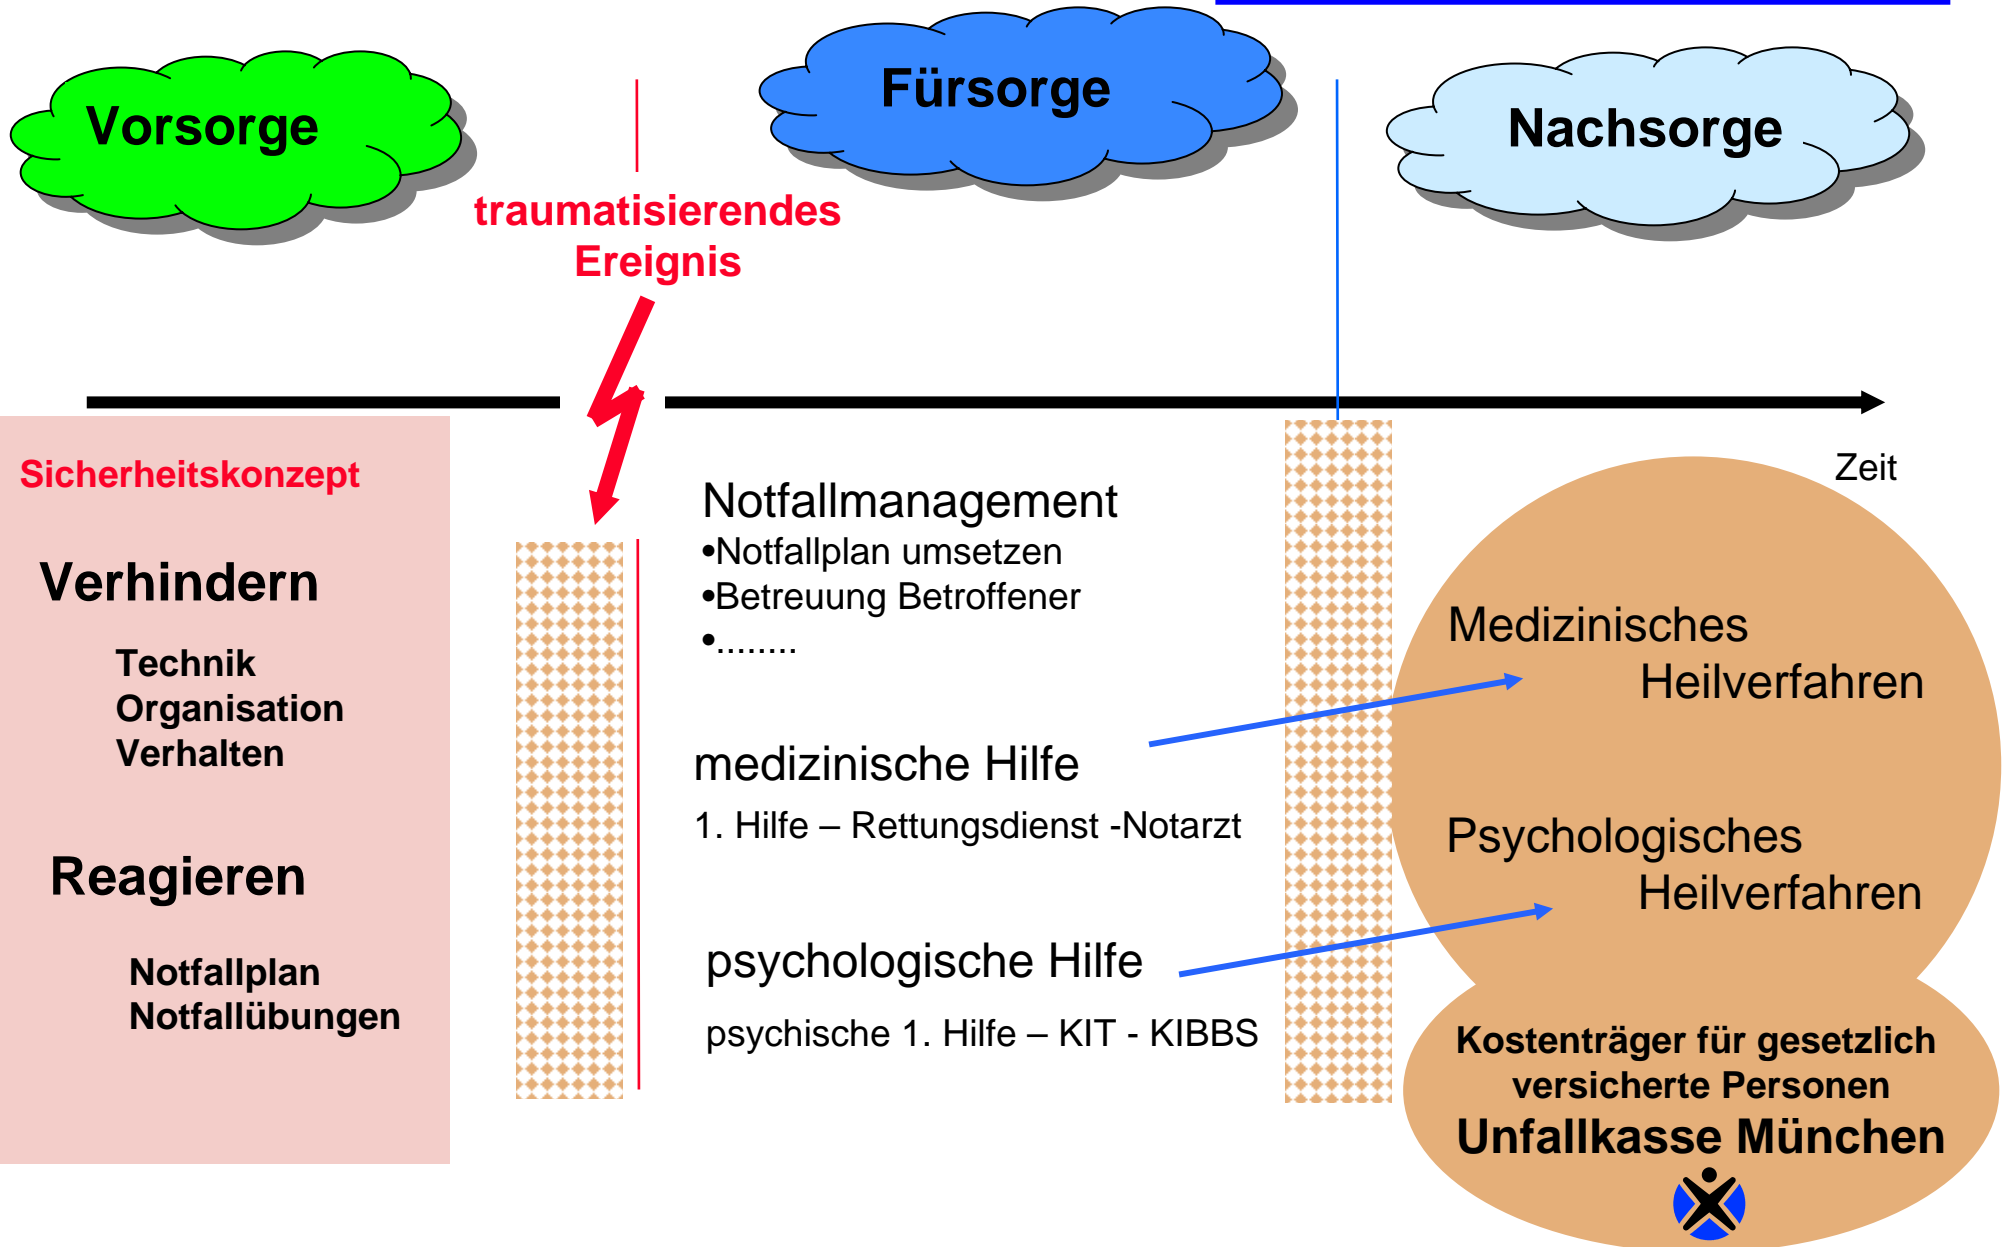 Vorsorge
Fürsorge
Nachsorge
traumatisierendes
Ereignis
Zeit
Sicherheitskonzept
Verhindern
Technik
Organisation
Verhalten
Reagieren
Notfallplan
Notfallübungen
Notfallmanagement
•Notfallplan umsetzen
•Betreuung Betroffener
•........
medizinische Hilfe
1. Hilfe – Rettungsdienst -Notarzt
psychologische Hilfe
psychische 1. Hilfe – KIT - KIBBS
Medizinisches
Heilverfahren
Psychologisches
Heilverfahren
Kostenträger für gesetzlich
versicherte Personen
Unfallkasse München